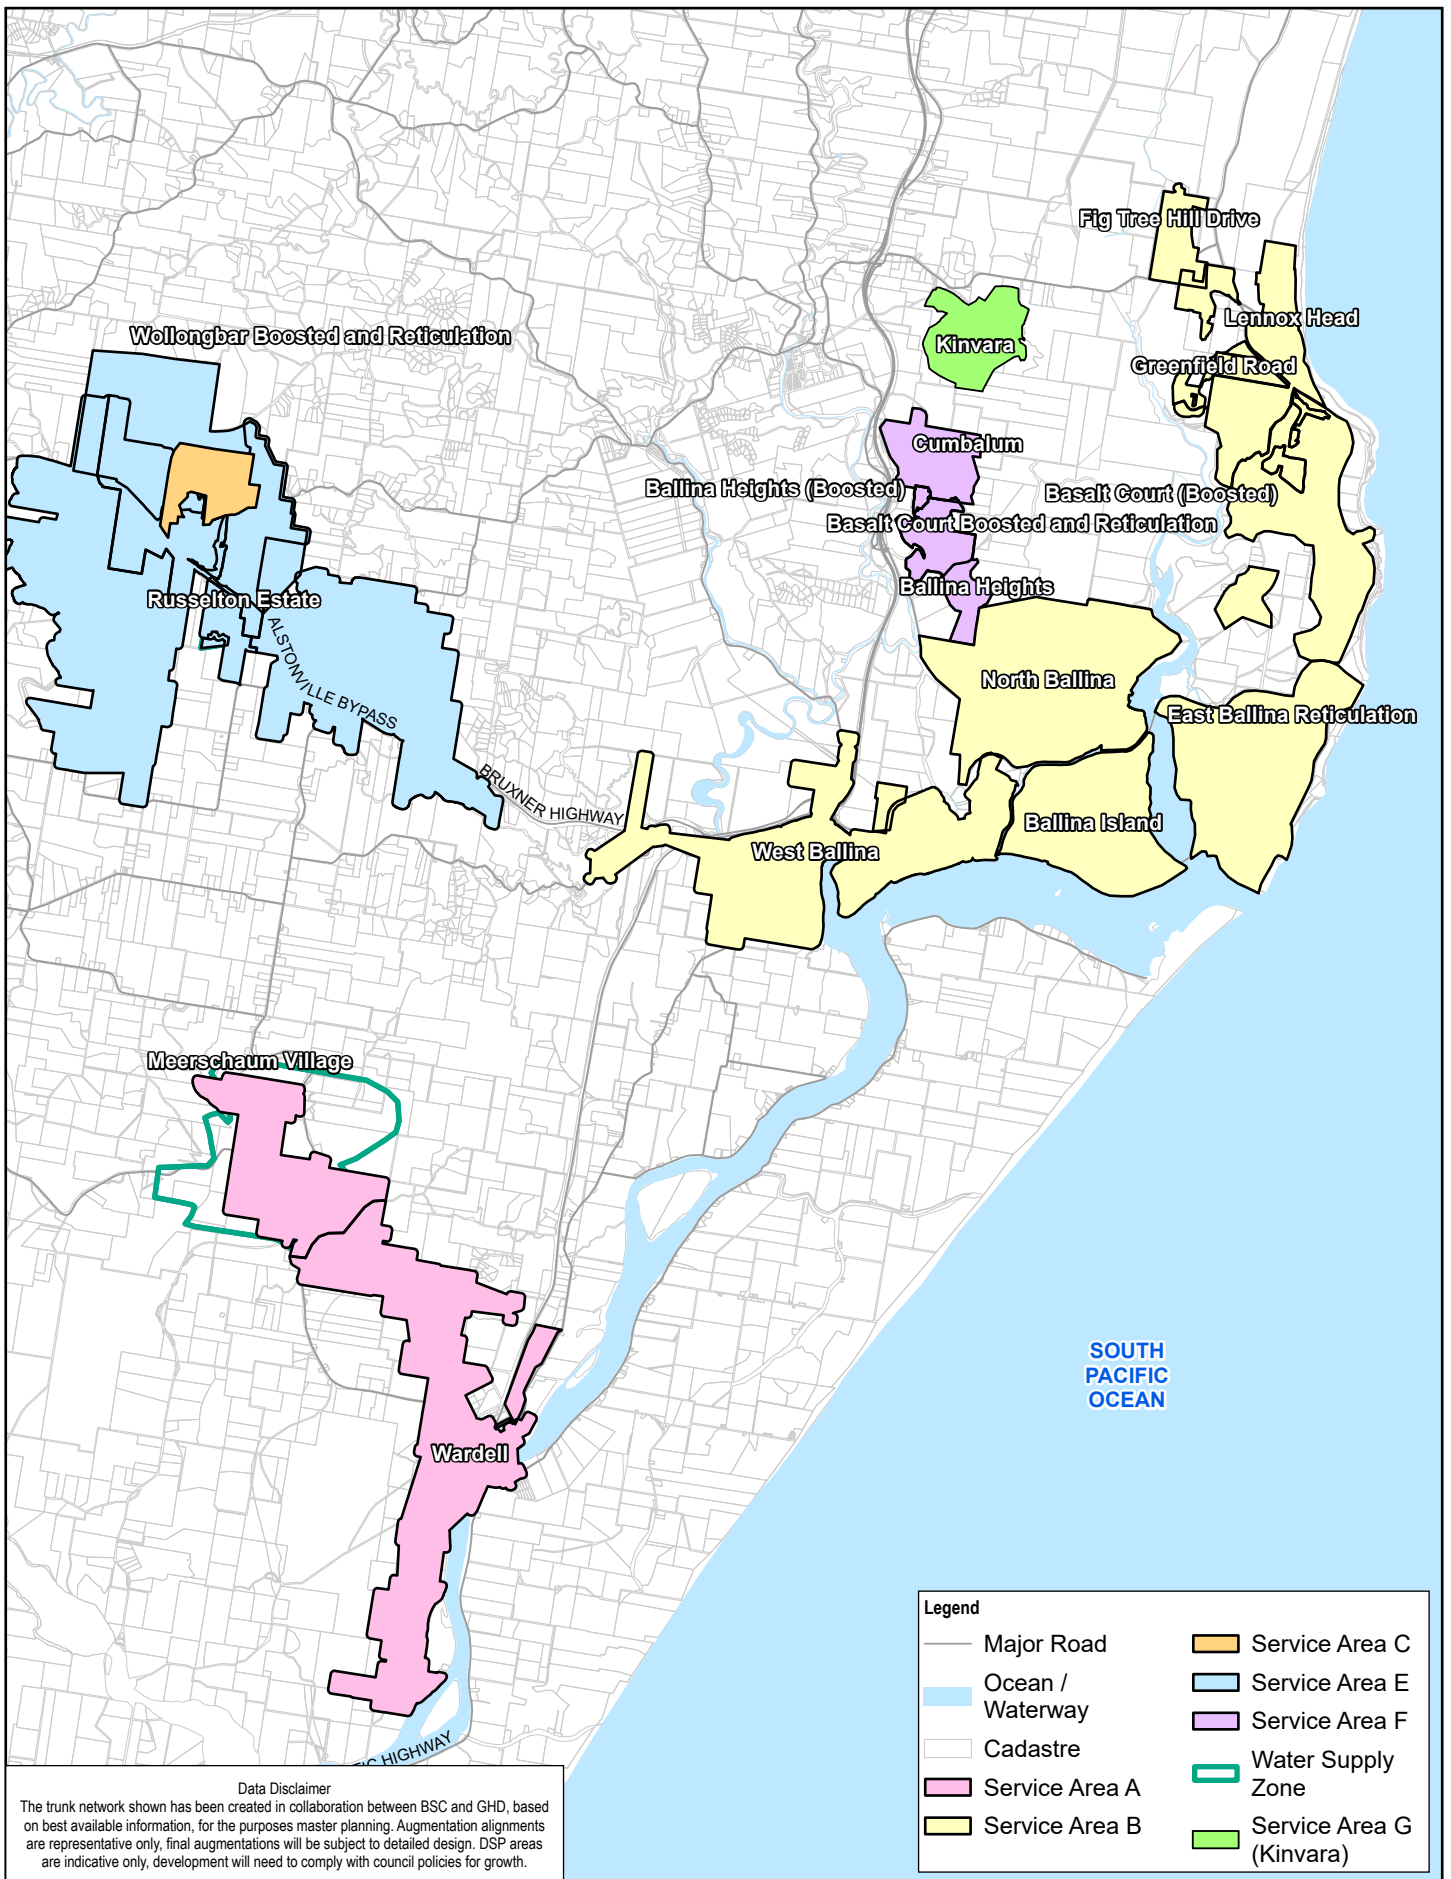 Fig Tree Hill Drive
Lennox Head
Wollongbar Boosted and Reticulation
Kinvara
Greenfield Road
Cumbalum
Ballina Heights (Boosted)
Basalt Court (Boosted)
Basalt Court Boosted and Reticulation
Ballina Heights
Russelton Estate
ALSTONVILLE BYPASS
North Ballina
East Ballina Reticulation
BRUXNER HIGHWAY
Ballina Island
West Ballina
Meerschaum Village
SOUTH
PACIFIC
OCEAN
Wardell
TIC HIGHWAY
Legend
Major Road
Ocean /
Waterway
Cadastre
Service Area A
Service Area B
Service Area C
Service Area E
Service Area F
Water Supply
Zone
Service Area G
(Kinvara)
Data Disclaimer
The trunk network shown has been created in collaboration between BSC and GHD, based
on best available information, for the purposes master planning. Augmentation alignments
are representative only, final augmentations will be subject to detailed design. DSP areas
are indicative only, development will need to comply with council policies for growth.